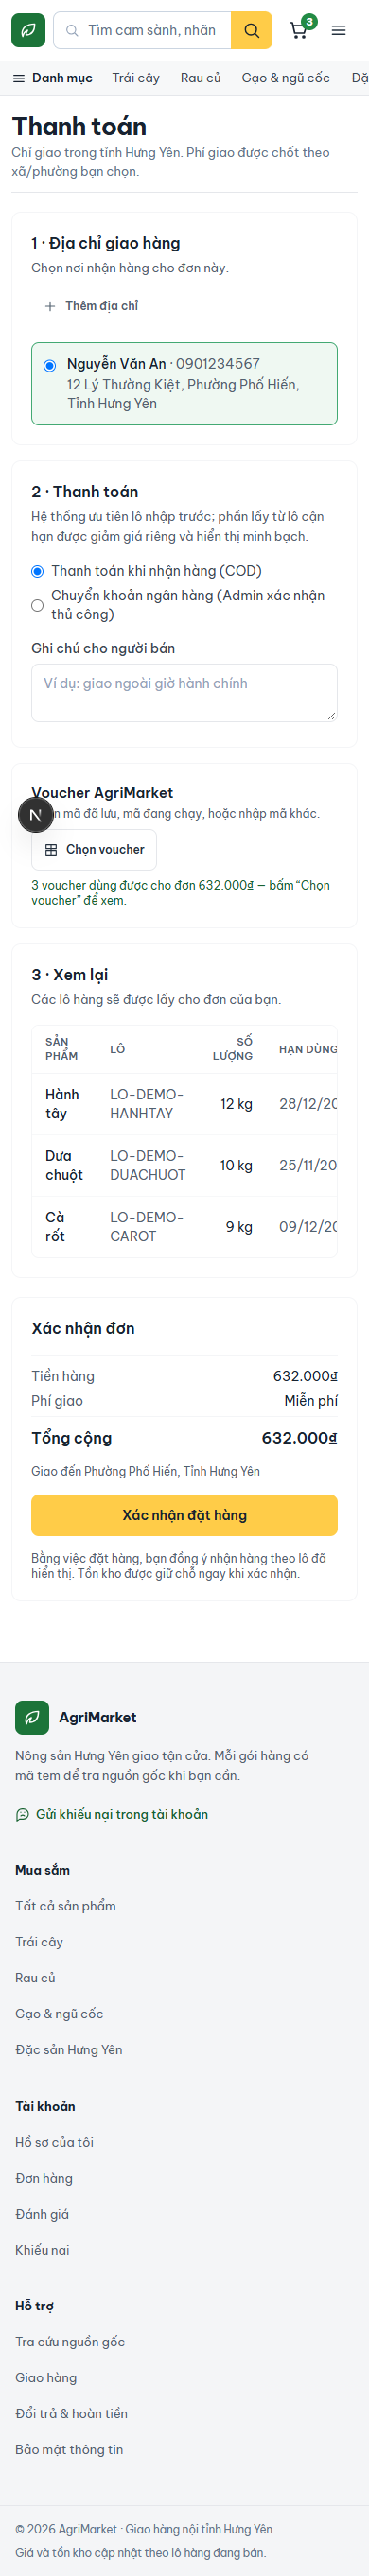 Tìm cam sành, nhãn
3
Danh mục Trái cây Rau củ Gạo & ngũ cốc Đặ
Thanh toán
Chỉ giao trong tỉnh Hưng Yên. Phí giao được chốt theo
xã/phường bạn chọn.
1 · Địa chỉ giao hàng
Chọn nơi nhận hàng cho đơn này.
+ Thêm địa chỉ
Nguyễn Văn An · 0901234567
12 Lý Thường Kiệt, Phường Phố Hiến,
Tỉnh Hưng Yên
2 · Thanh toán
Hệ thống ưu tiên lô nhập trước; phần lấy từ lô cận
hạn được giảm giá riêng và hiển thị minh bạch.
Thanh toán khi nhận hàng (COD)
Chuyển khoản ngân hàng (Admin xác nhận
thủ công)
Ghi chú cho người bán
Ví dụ: giao ngoài giờ hành chính
Voucher AgriMarket
mã đã lưu, mã đang chạy, hoặc nhập mã khác.
N
Chọn voucher
3 voucher dùng được cho đơn 632.000₫ — bấm “Chọn
voucher” để xem.
3 · Xem lại
Các lô hàng sẽ được lấy cho đơn của bạn.
SẢN PHẨM LÔ SỐ LƯỢNG HẠN DÙNG
Hành tây LO-DEMO-HANHTAY 12 kg 28/12/20
Dưa chuột LO-DEMO-DUACHUOT 10 kg 25/11/20
Cà rốt LO-DEMO-CAROT 9 kg 09/12/20
Xác nhận đơn
Tiền hàng 632.000₫
Phí giao Miễn phí
Tổng cộng 632.000₫
Giao đến Phường Phố Hiến, Tỉnh Hưng Yên
Xác nhận đặt hàng
Bằng việc đặt hàng, bạn đồng ý nhận hàng theo lô đã
hiển thị. Tồn kho được giữ chỗ ngay khi xác nhận.
AgriMarket
Nông sản Hưng Yên giao tận cửa. Mỗi gói hàng có
mã tem để tra nguồn gốc khi bạn cần.
Gửi khiếu nại trong tài khoản
Mua sắm
Tất cả sản phẩm
Trái cây
Rau củ
Gạo & ngũ cốc
Đặc sản Hưng Yên
Tài khoản
Hồ sơ của tôi
Đơn hàng
Đánh giá
Khiếu nại
Hỗ trợ
Tra cứu nguồn gốc
Giao hàng
Đổi trả & hoàn tiền
Bảo mật thông tin
© 2026 AgriMarket · Giao hàng nội tỉnh Hưng Yên
Giá và tồn kho cập nhật theo lô hàng đang bán.